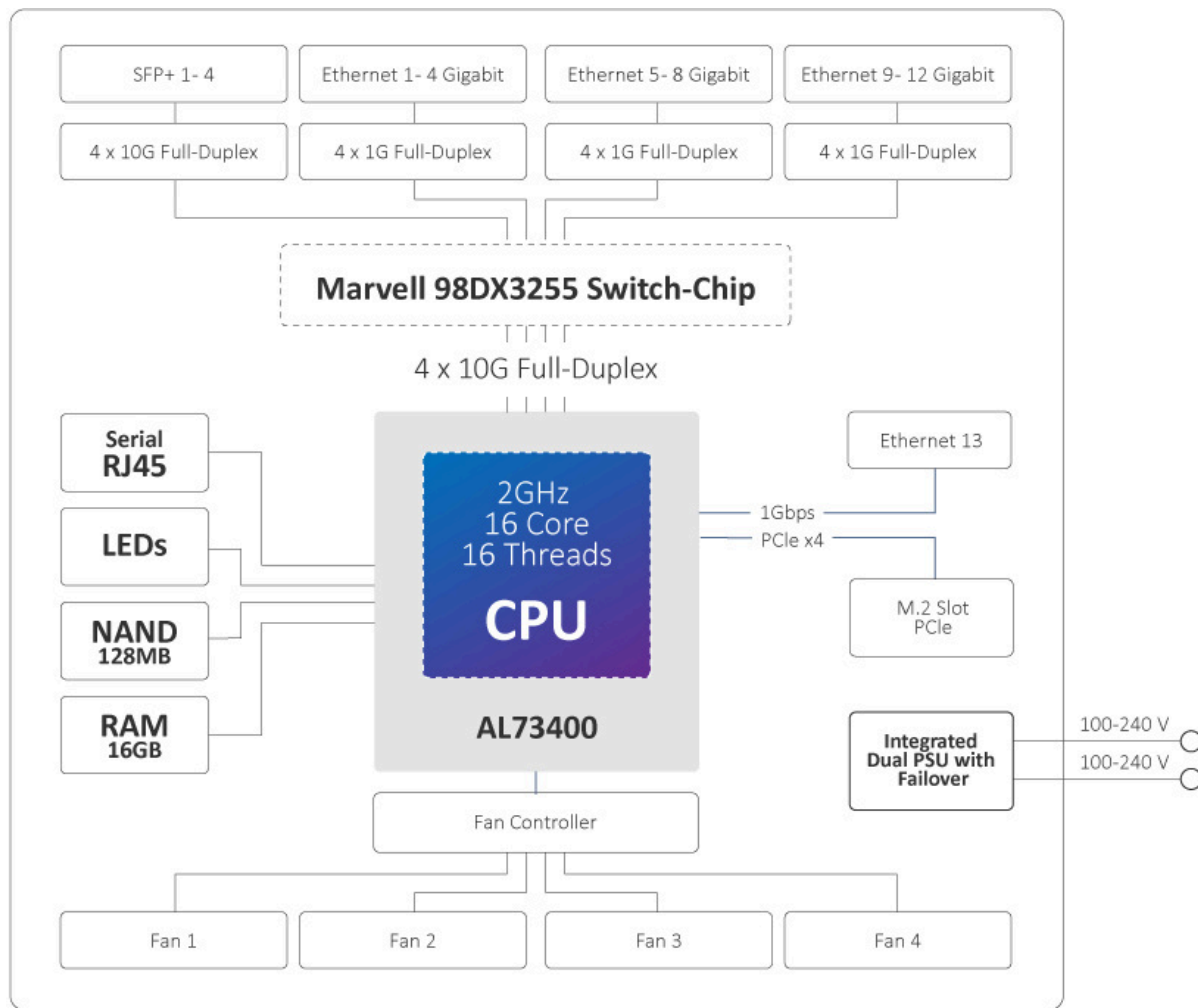 SFP+ 1- 4
Ethernet 1- 4 Gigabit
Ethernet 5- 8 Gigabit
Ethernet 9- 12 Gigabit
4 x 10G Full-Duplex
4 x 1G Full-Duplex
4 x 1G Full-Duplex
4 x 1G Full-Duplex
Marvell 98DX3255 Switch-Chip
4 x 10G Full-Duplex
Serial
RJ45
LEDs
NAND
128MB
RAM
16GB
2GHz
16 Core
16 Threads
CPU
AL73400
Ethernet 13
1Gbps
PCIe x4
M.2 Slot
PCIe
Integrated
Dual PSU with
Failover
100-240 V
100-240 V
Fan Controller
Fan 1
Fan 2
Fan 3
Fan 4